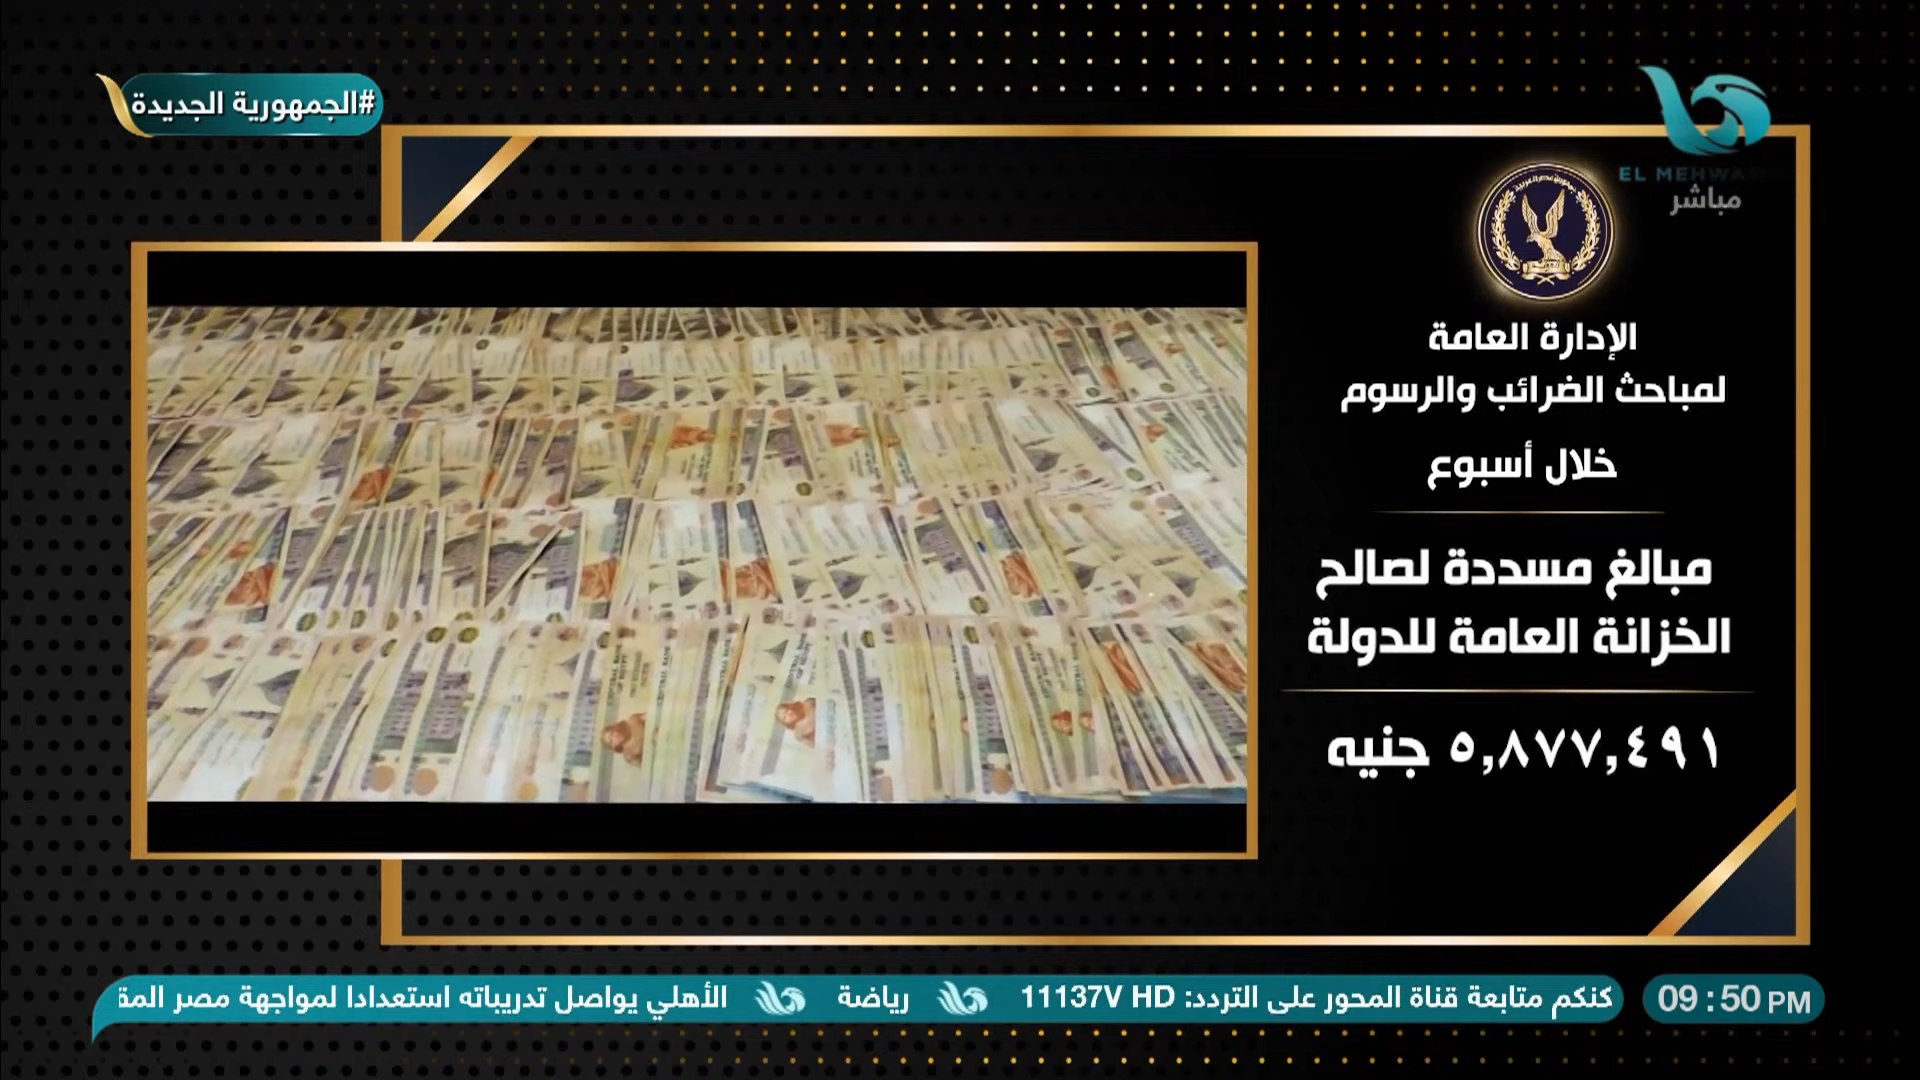 #الجمهورية الجديدة
EL MEHWAR
مباشر
الإدارة العامة
لمباحث الضرائب والرسوم
خلال أسبوع
مبالغ مسددة لصالح
الخزانة العامة للدولة
٥,٨٧٧,٤٩١ جنيه
كنكم متابعة قناة المحور على التردد: 11137V HD
رياضة
الأهلي يواصل تدريباته استعدادا لمواجهة مصر المق
09:50 PM